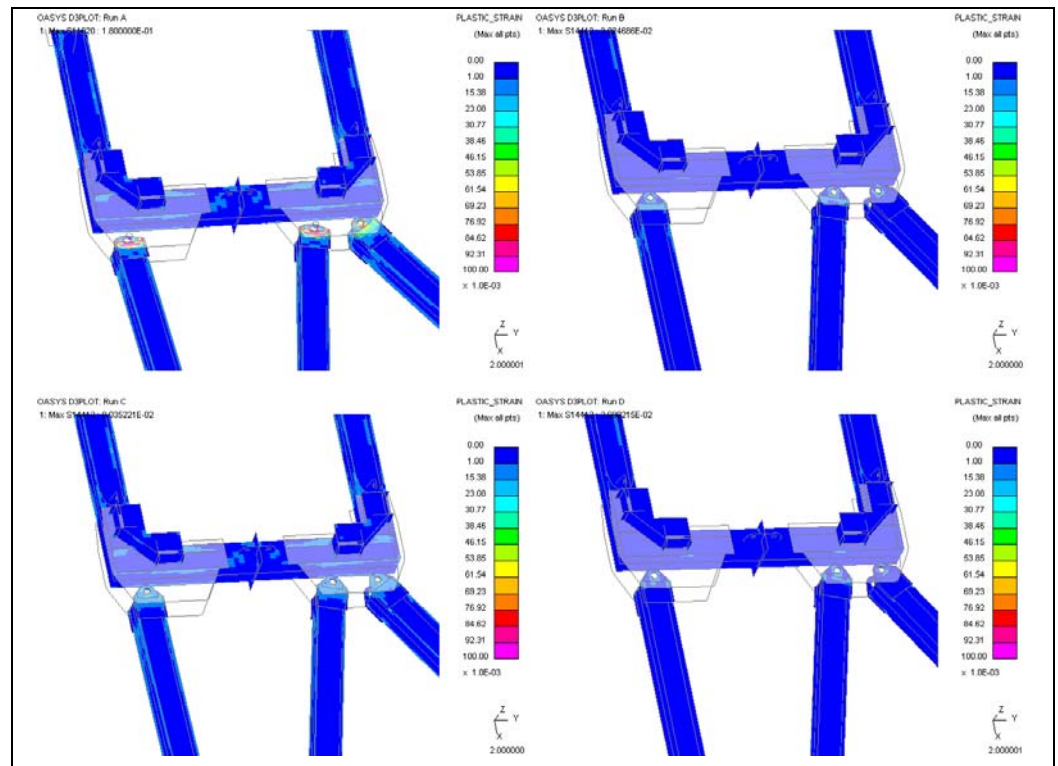 OASYS D3PLOT: Run A
PLASTIC_STRAIN
(Max all pts)
0.00
1.00
15.38
23.08
30.77
38.46
46.15
53.85
61.54
69.23
76.92
84.62
92.31
100.00
x 1.0E-03
Z
Y
X
2.000001
OASYS D3PLOT: Run B
PLASTIC_STRAIN
(Max all pts)
0.00
1.00
15.38
23.08
30.77
38.46
46.15
53.85
61.54
69.23
76.92
84.62
92.31
100.00
x 1.0E-03
Z
Y
X
2.000000
OASYS D3PLOT: Run C
PLASTIC_STRAIN
(Max all pts)
0.00
1.00
15.38
23.08
30.77
38.46
46.15
53.85
61.54
69.23
76.92
84.62
92.31
100.00
x 1.0E-03
Z
Y
X
2.000000
OASYS D3PLOT: Run D
PLASTIC_STRAIN
(Max all pts)
0.00
1.00
15.38
23.08
30.77
38.46
46.15
53.85
61.54
69.23
76.92
84.62
92.31
100.00
x 1.0E-03
Z
Y
X
2.000001